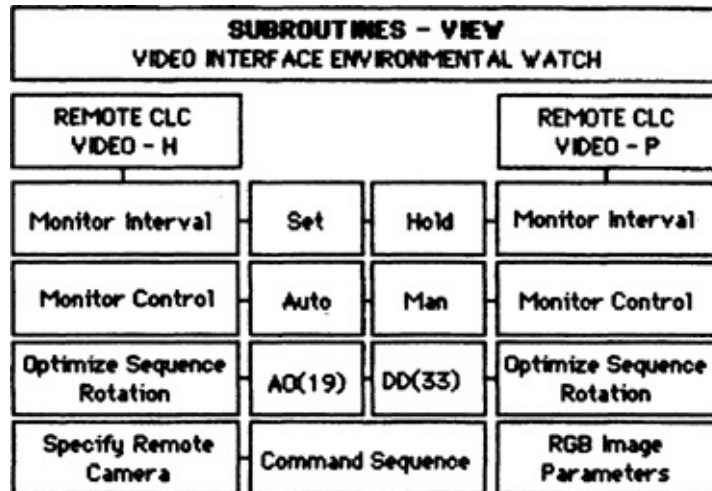 SUBROUTINES - VIEW
VIDEO INTERFACE ENVIRONMENTAL WATCH
REMOTE CLC
VIDEO - H
REMOTE CLC
VIDEO - P
Monitor Interval
Set
Hold
Monitor Interval
Monitor Control
Auto
Man
Monitor Control
Optimize Sequence
Rotation
AO(19)
DD(33)
Optimize Sequence
Rotation
Specify Remote
Camera
Command Sequence
RGB Image
Parameters